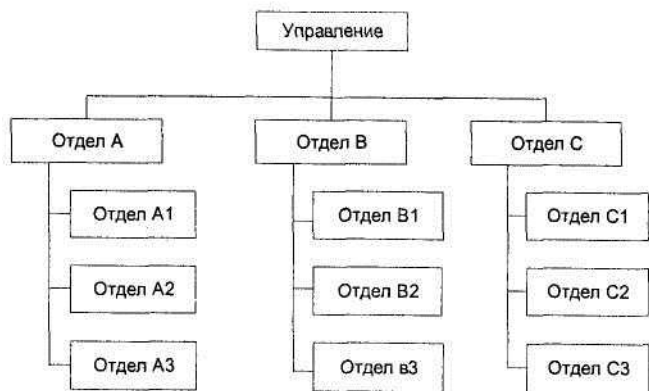 Управление
Отдел А
Отдел В
Отдел С
Отдел А1
Отдел В1
Отдел С1
Отдел А2
Отдел В2
Отдел С2
Отдел А3
Отдел в3
Отдел С3